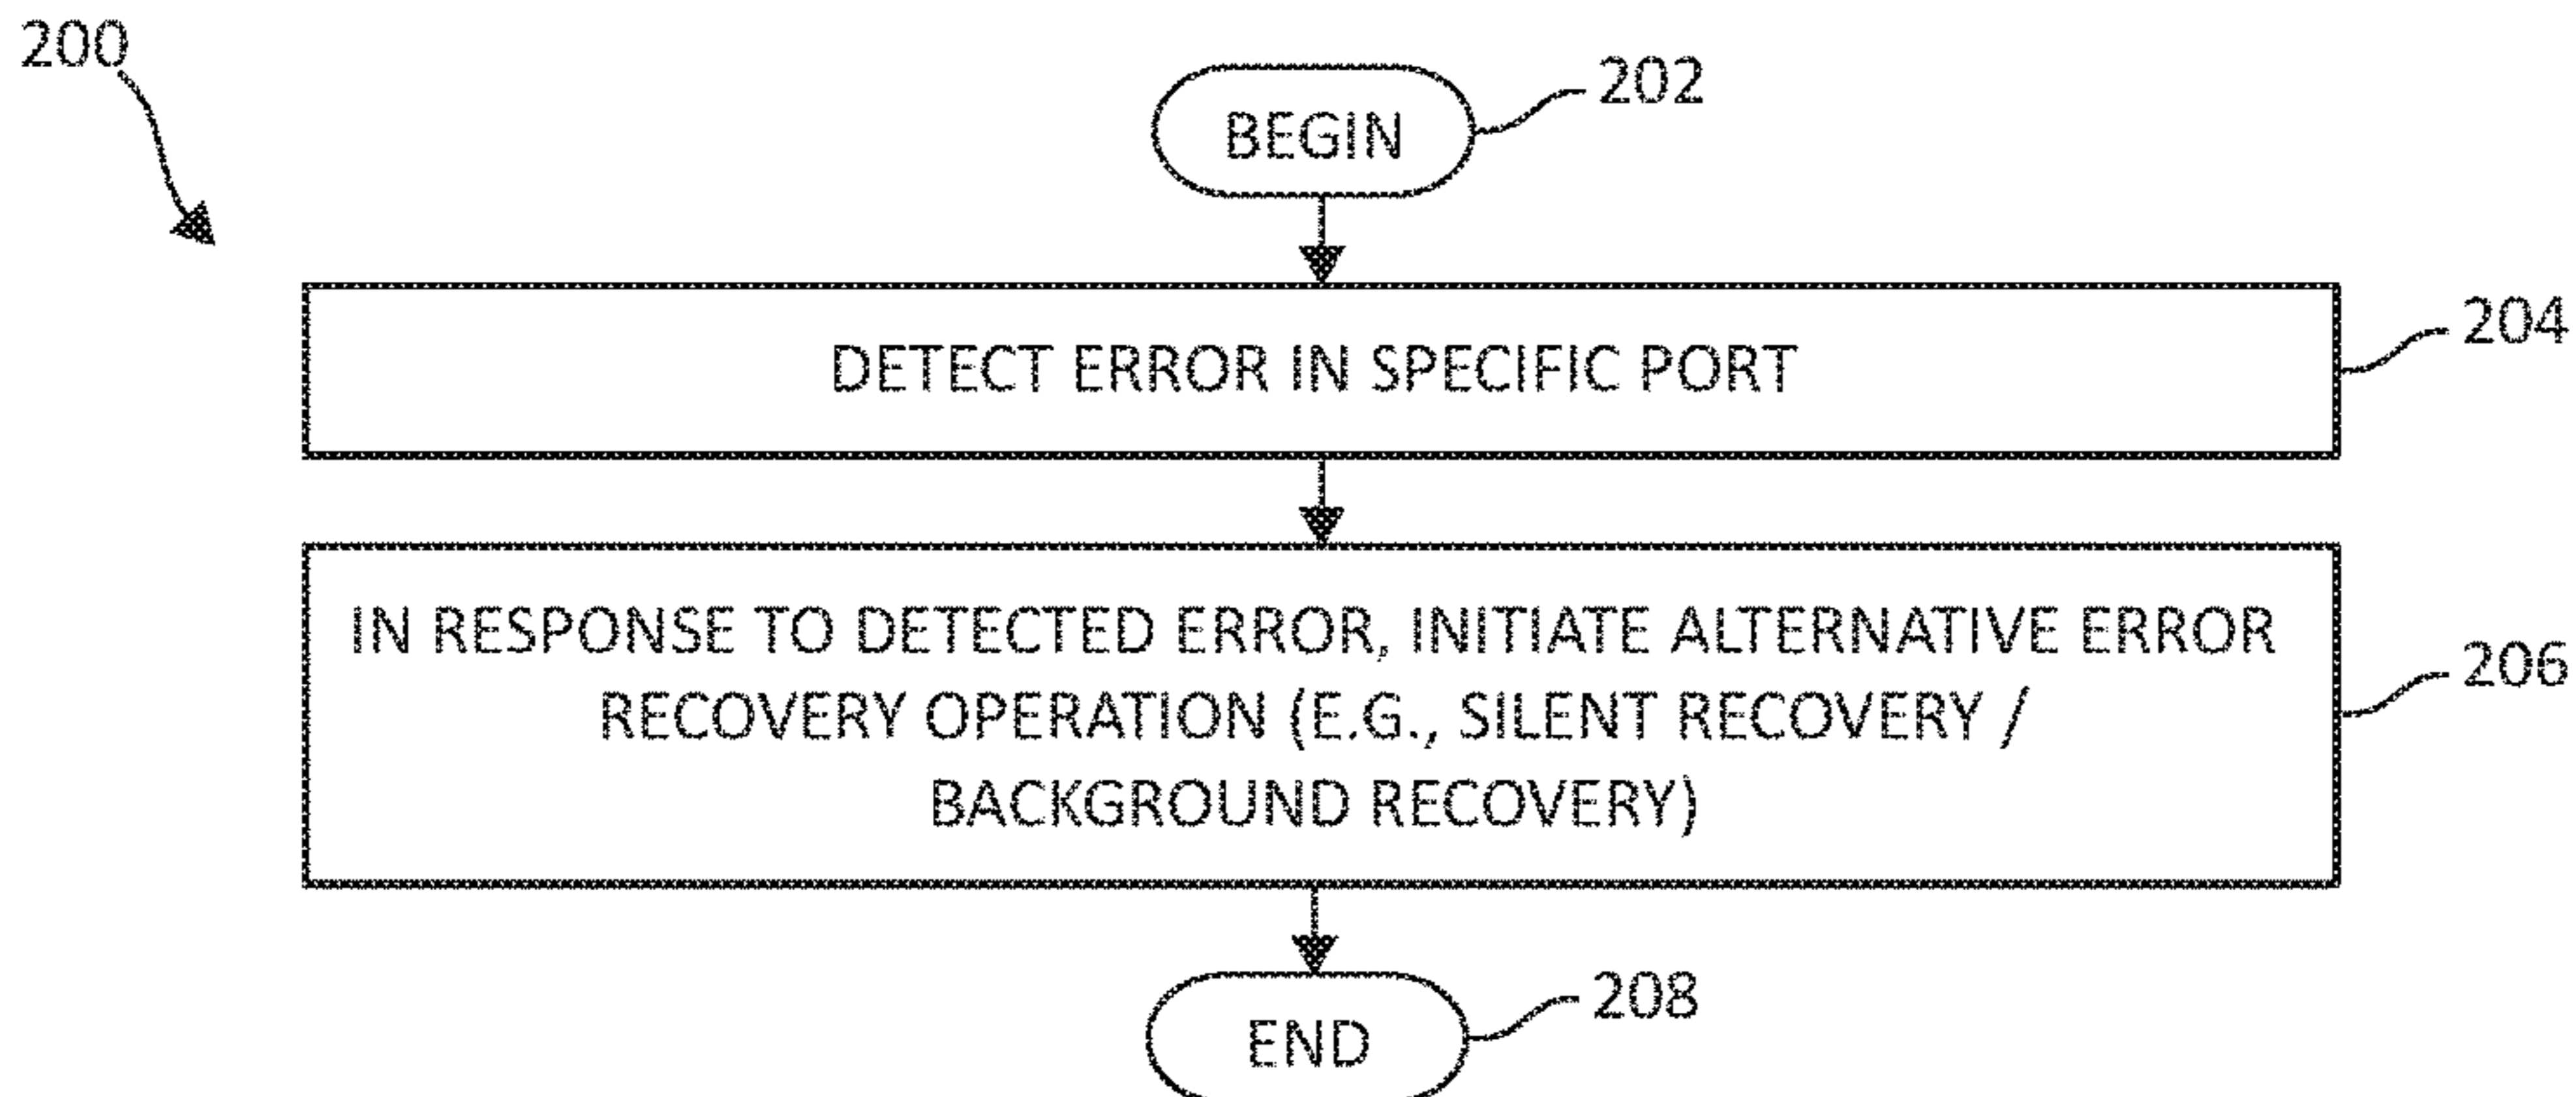 200
BEGIN
202
DETECT ERROR IN SPECIFIC PORT
204
IN RESPONSE TO DETECTED ERROR, INITIATE ALTERNATIVE ERROR
RECOVERY OPERATION (E.G., SILENT RECOVERY /
BACKGROUND RECOVERY)
206
END
208